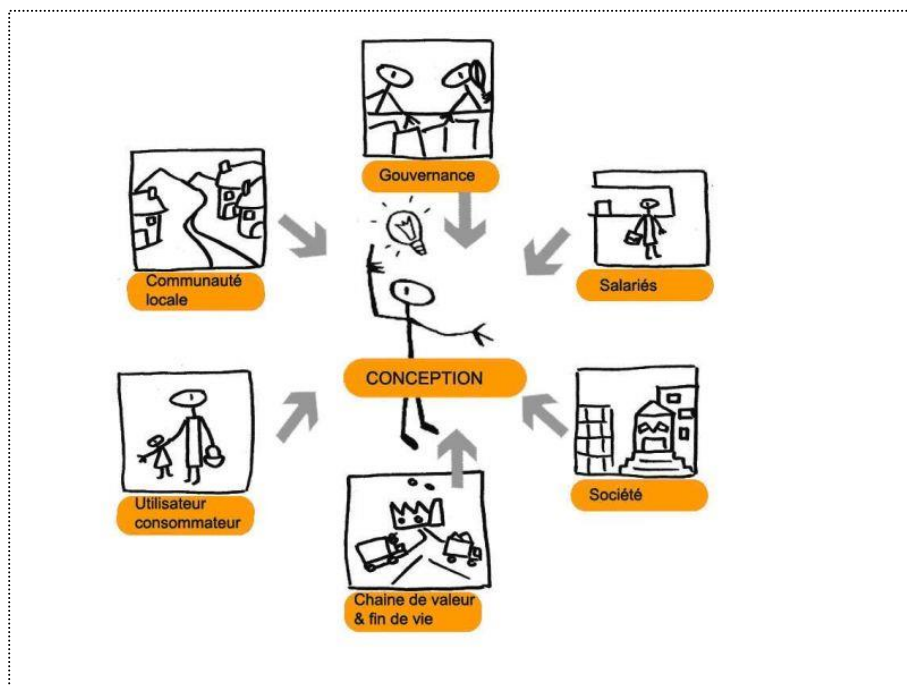 Gouvernance
Communauté
locale
Salariés
CONCEPTION
Utilisateur
consommateur
Société
Chaine de valeur
& fin de vie